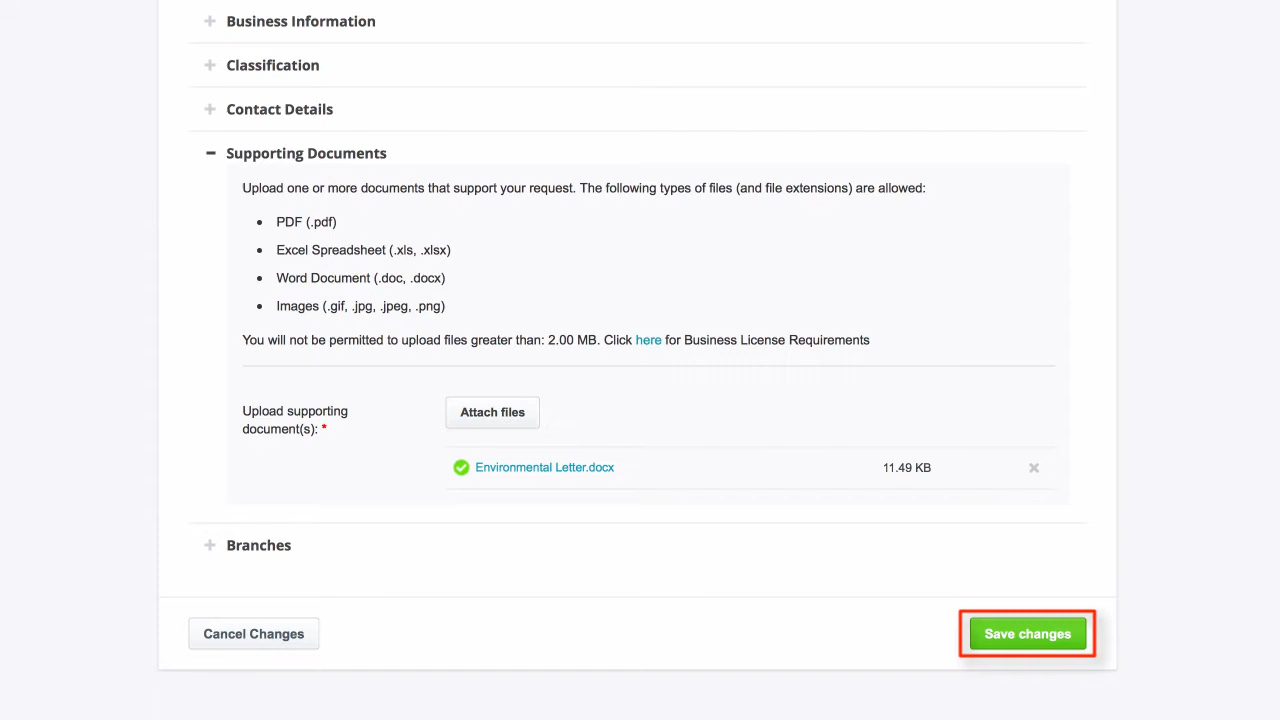 Business Information
Classification
Contact Details
Supporting Documents
Upload one or more documents that support your request. The following types of files (and file extensions) are allowed:
• PDF (.pdf)
• Excel Spreadsheet (.xls, .xlsx)
• Word Document (.doc, .docx)
• Images (.gif, .jpg, .jpeg, .png)
You will not be permitted to upload files greater than: 2.00 MB. Click here for Business License Requirements
Upload supporting
document(s): *
Attach files
Environmental Letter.docx 11.49 KB
Branches
Cancel Changes
Save changes